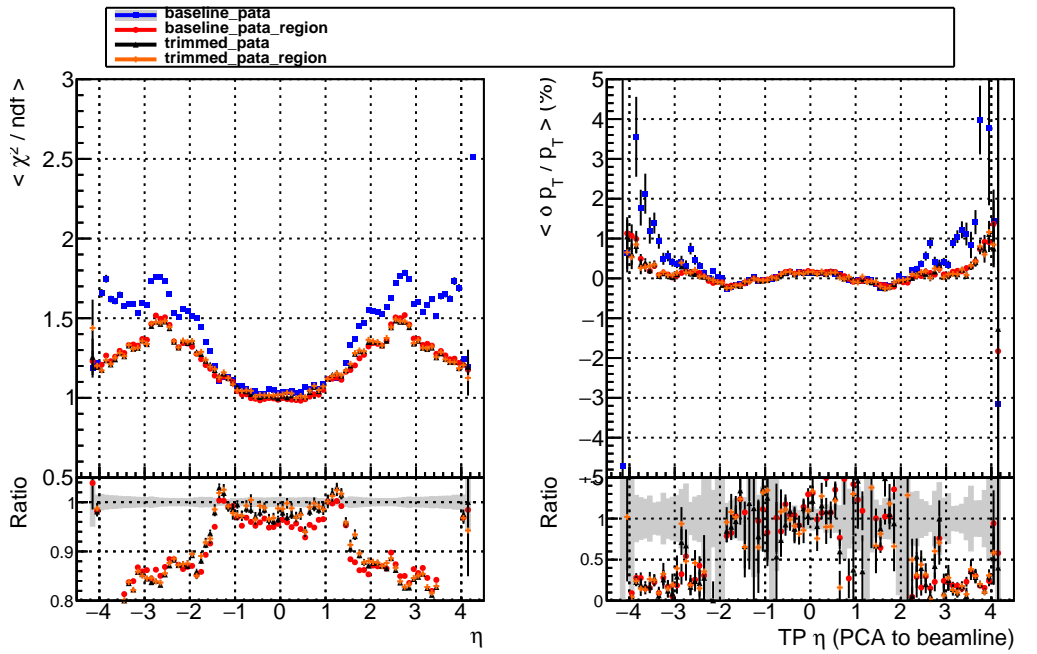 baseline_pata
baseline_pata_region
trimmed_pata
trimmed_pata_region
< χ² / ndf >
3
2.5
2
1.5
1
0.5
Ratio
1
0.9
0.8
−4 −3 −2 −1 0 1 2 3 4
η
< σ p_T / p_T > (%)
5
4
3
2
1
0
−1
−2
−3
−4
−5
Ratio
1
0.5
0
−4 −3 −2 −1 0 1 2 3 4
TP η (PCA to beamline)